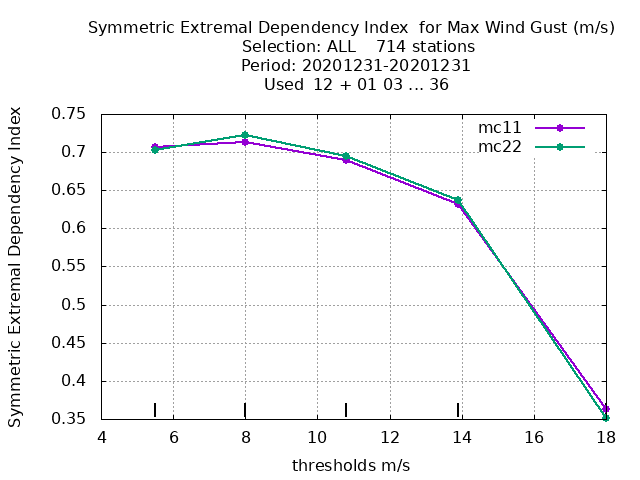 Symmetric Extremal Dependency Index  for Max Wind Gust (m/s)
Selection: ALL    714 stations
Period: 20201231-20201231
Used  12 + 01 03 ... 36
mc11
mc22
Symmetric Extremal Dependency Index
0.75
0.7
0.65
0.6
0.55
0.5
0.45
0.4
0.35
4 6 8 10 12 14 16 18
thresholds m/s